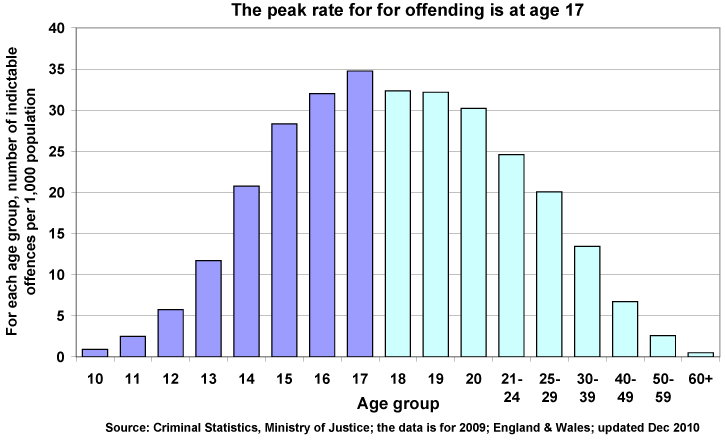 The peak rate for for offending is at age 17
For each age group, number of indictable
offences per 1,000 population
40
35
30
25
20
15
10
5
0
10 11 12 13 14 15 16 17 18 19 20 21- 25- 30- 40- 50- 60+
24 29 39 49 59
Age group
Source: Criminal Statistics, Ministry of Justice; the data is for 2009; England & Wales; updated Dec 2010